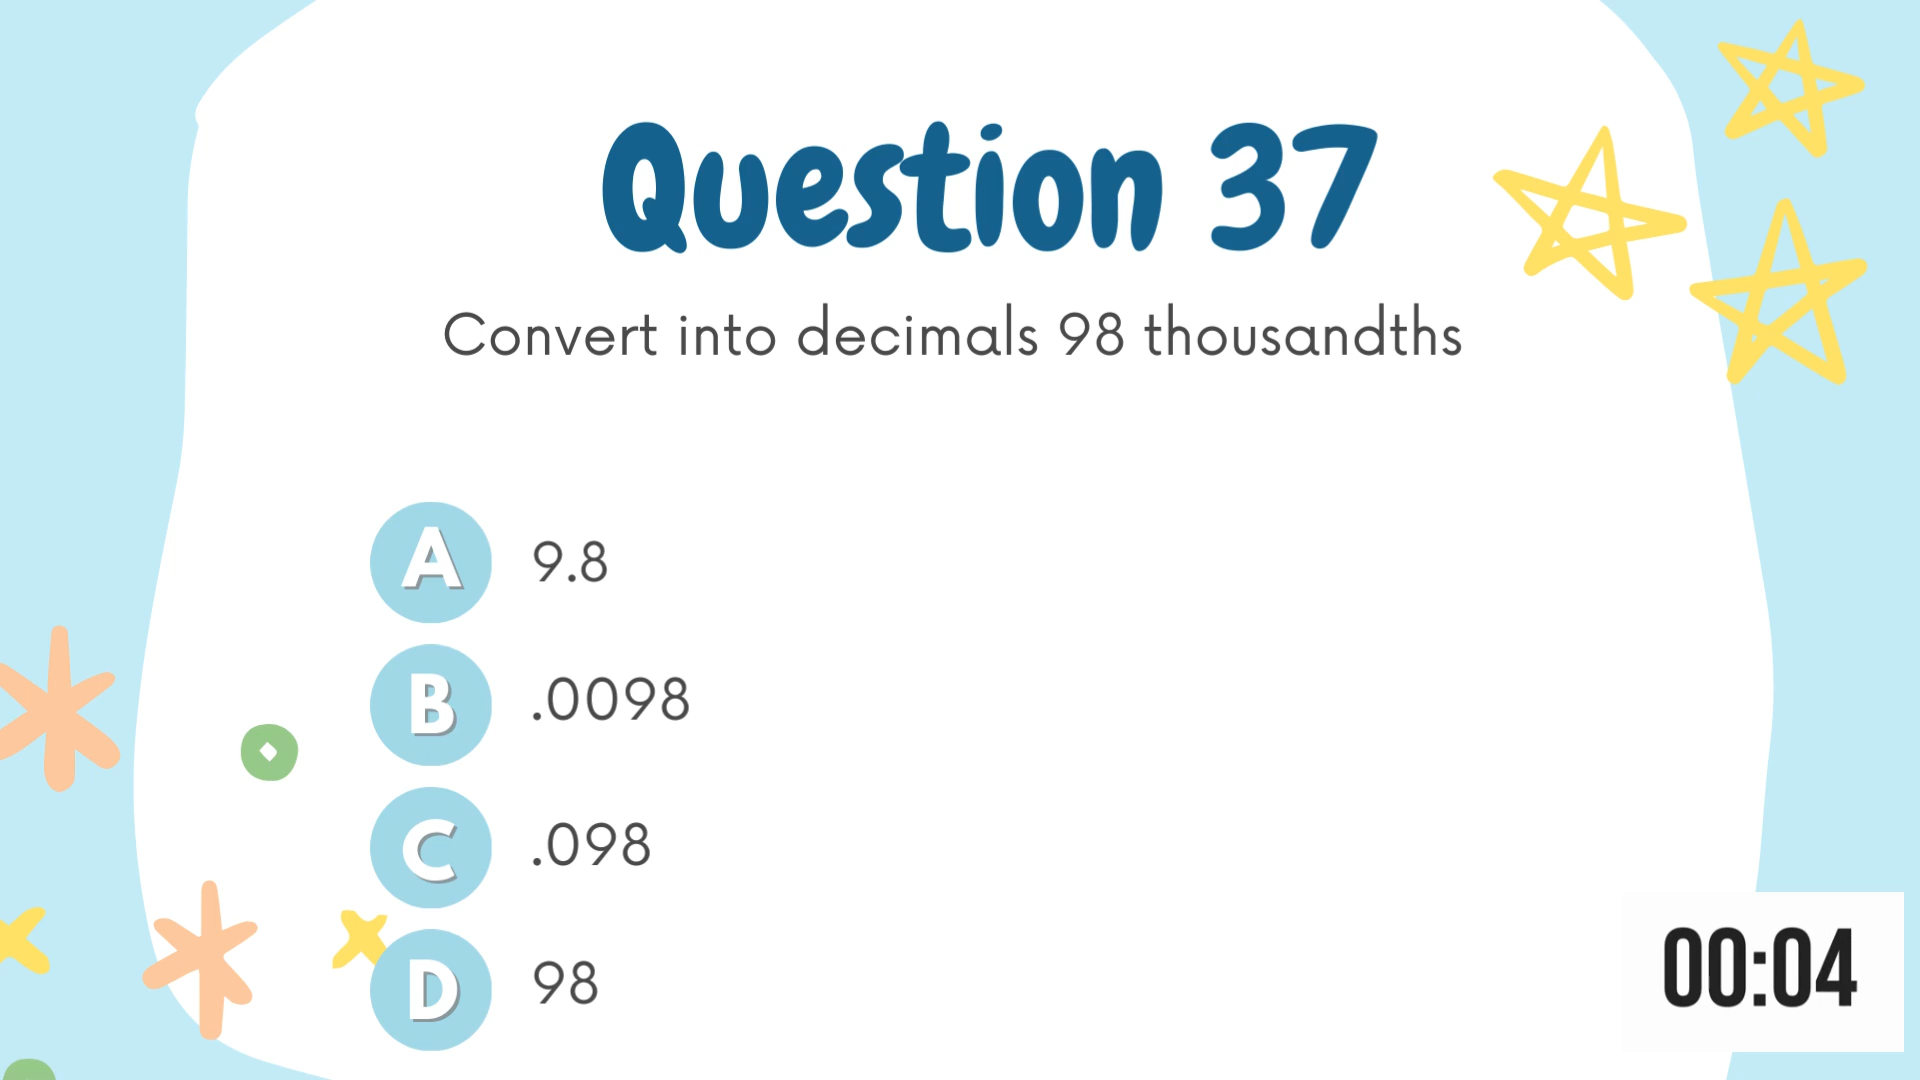 Question 37
Convert into decimals 98 thousandths
A 9.8
B .0098
C .098
D 98
00:04